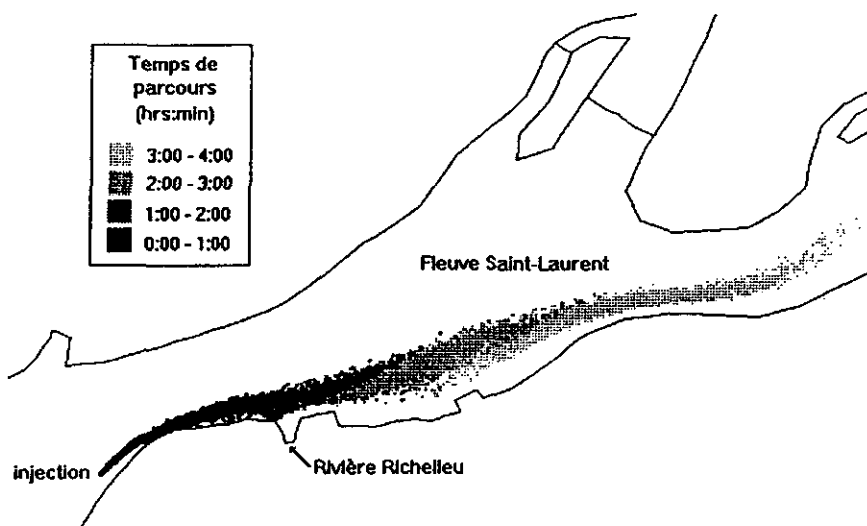 Temps de
parcours
(hrs:min)
3:00 - 4:00
2:00 - 3:00
1:00 - 2:00
0:00 - 1:00
Fleuve Saint-Laurent
injection
Rivière Richelieu